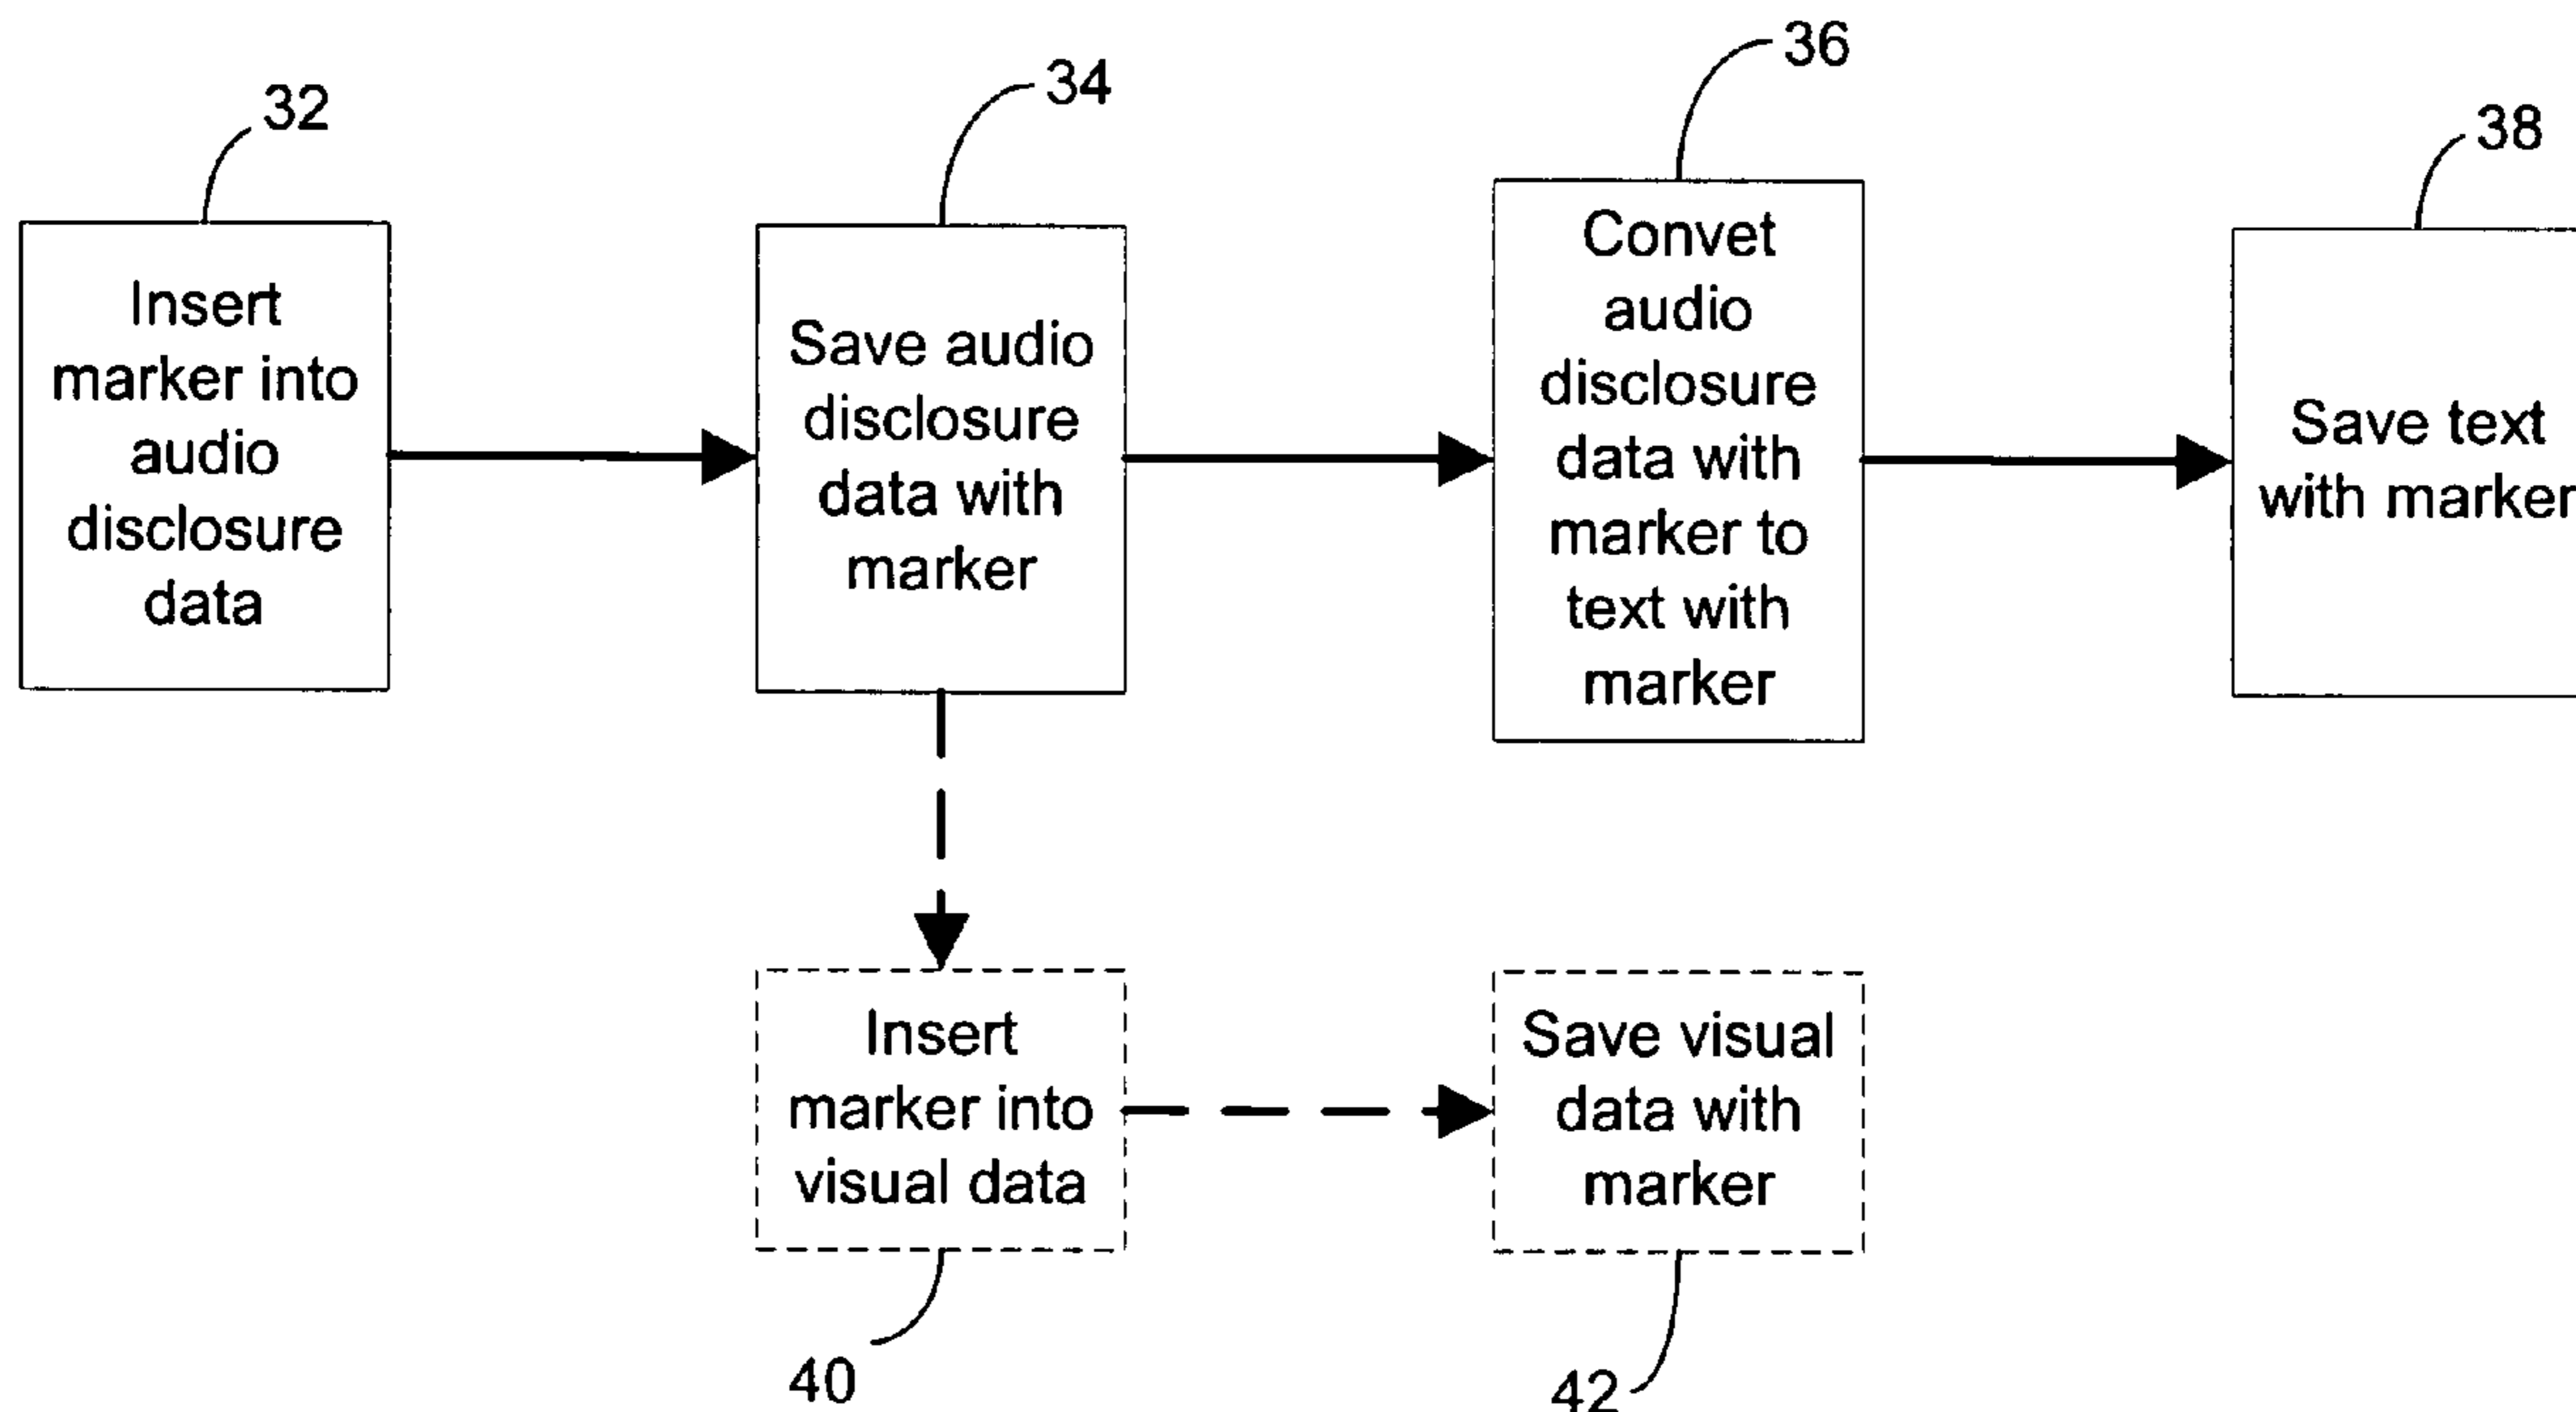 32
34
36
38
Insert
marker into
audio
disclosure
data
Save audio
disclosure
data with
marker
Convet
audio
disclosure
data with
marker to
text with
marker
Save text
with marker
Insert
marker into
visual data
Save visual
data with
marker
40
42